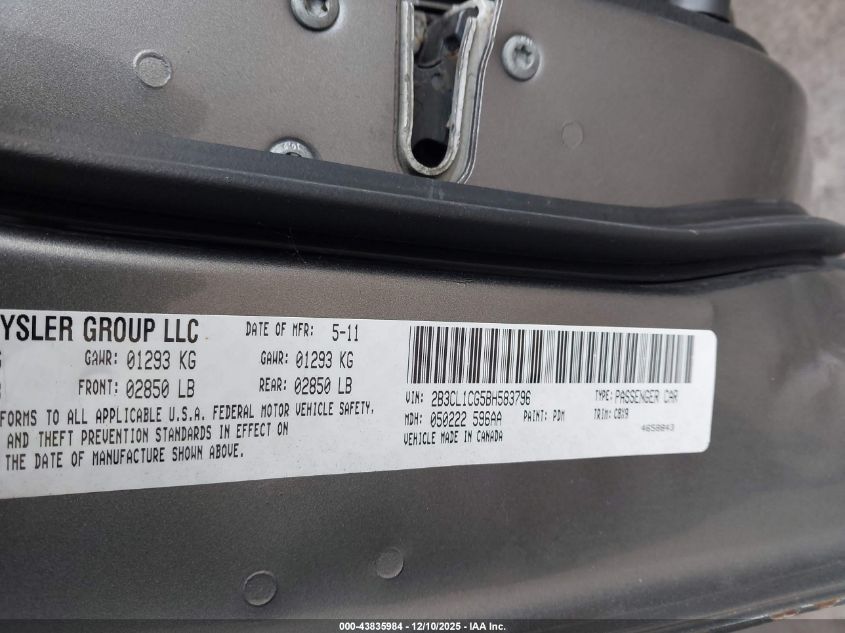 YSLER GROUP LLC DATE OF MFR: 5-11
GAWR: 01293 KG GAWR: 01293 KG
FRONT: 02850 LB REAR: 02850 LB
FORMS TO ALL APPLICABLE U.S.A. FEDERAL MOTOR VEHICLE SAFETY,
AND THEFT PREVENTION STANDARDS IN EFFECT ON
THE DATE OF MANUFACTURE SHOWN ABOVE.
VIN: 2B3CL1CG5BH583796 TYPE: PASSENGER CAR
MDH: 050222 596AA PAINT: PDM TRIM: CBX9
VEHICLE MADE IN CANADA 4658843
000-43835984 – 12/10/2025 – IAA Inc.